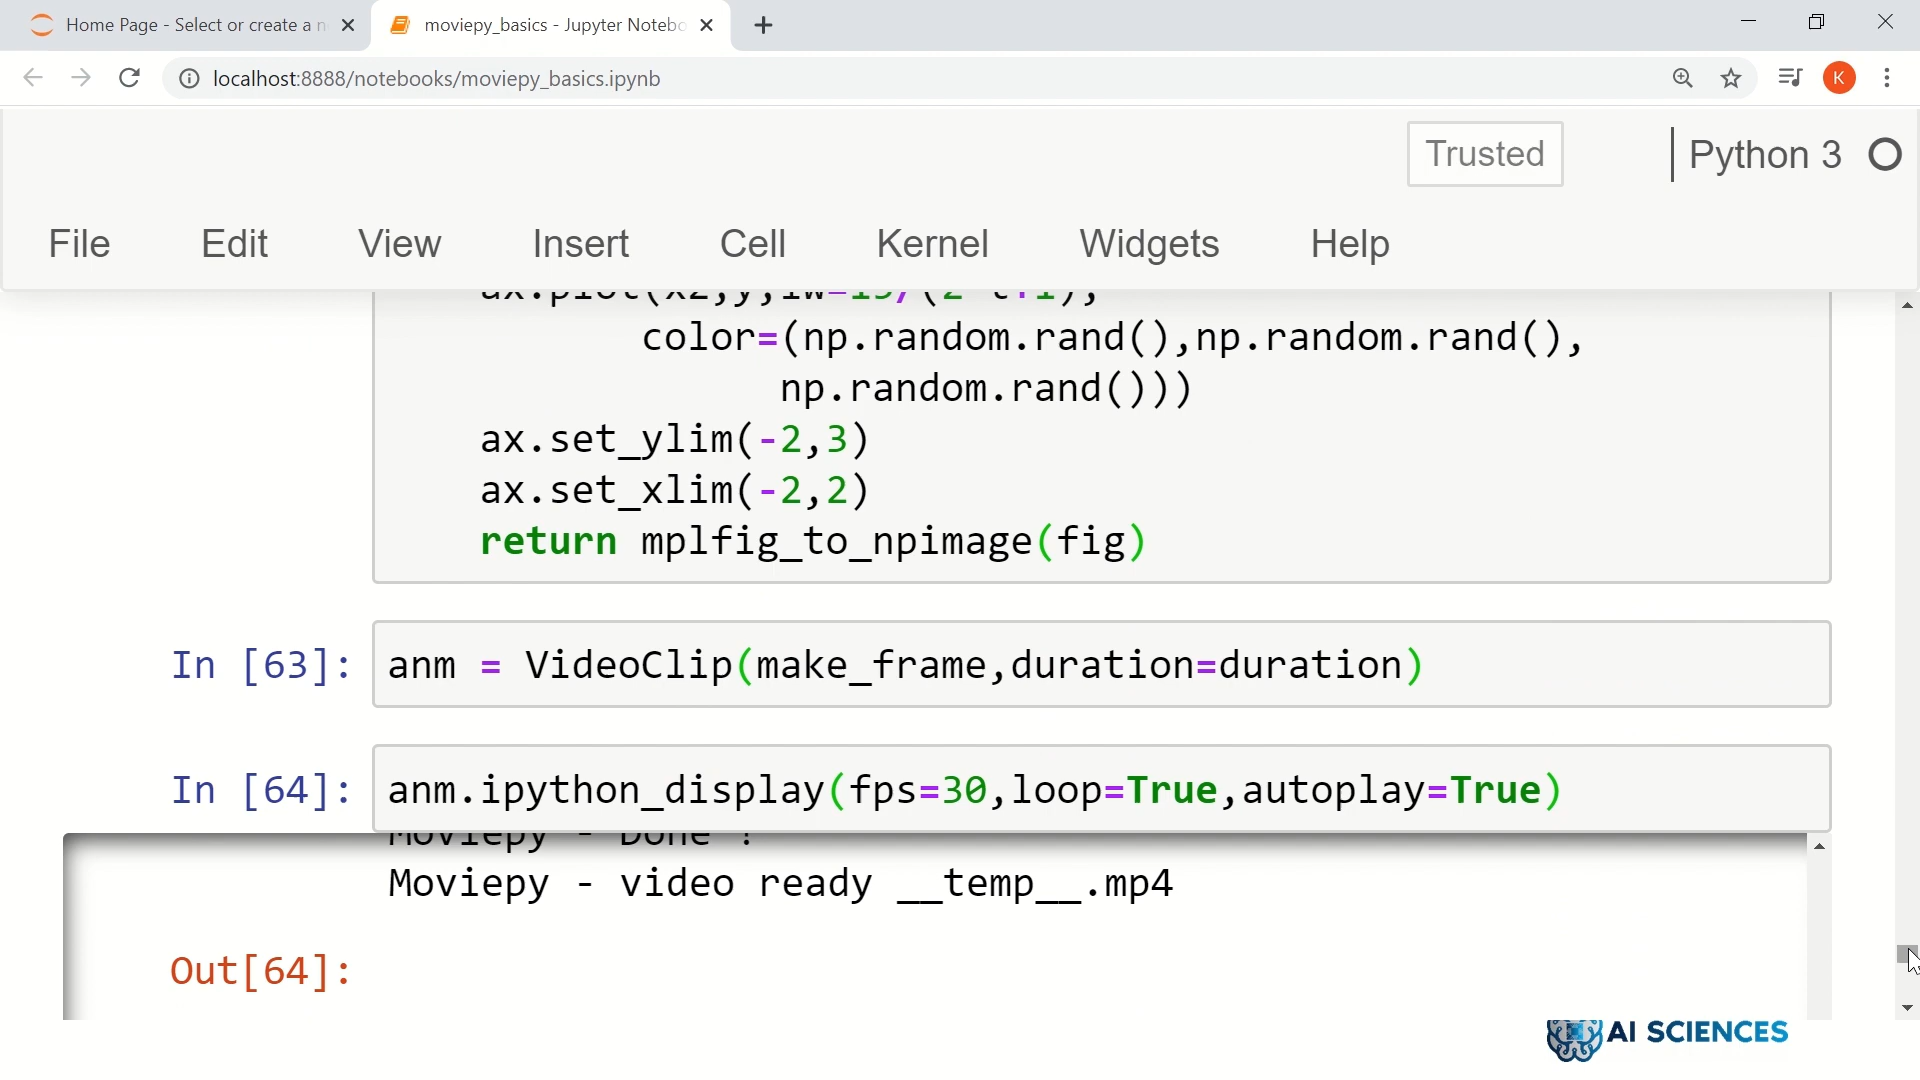 Home Page - Select or create a n
moviepy_basics - Jupyter Notebo
localhost:8888/notebooks/moviepy_basics.ipynb
K
Trusted
Python 3
File Edit View Insert Cell Kernel Widgets Help
color=(np.random.rand(),np.random.rand(),
np.random.rand()))
ax.set_ylim(-2,3)
ax.set_xlim(-2,2)
return mplfig_to_npimage(fig)
In [63]: anm = VideoClip(make_frame,duration=duration)
In [64]: anm.ipython_display(fps=30,loop=True,autoplay=True)
Moviepy - Done !
Moviepy - video ready __temp__.mp4
Out[64]:
AI SCIENCES